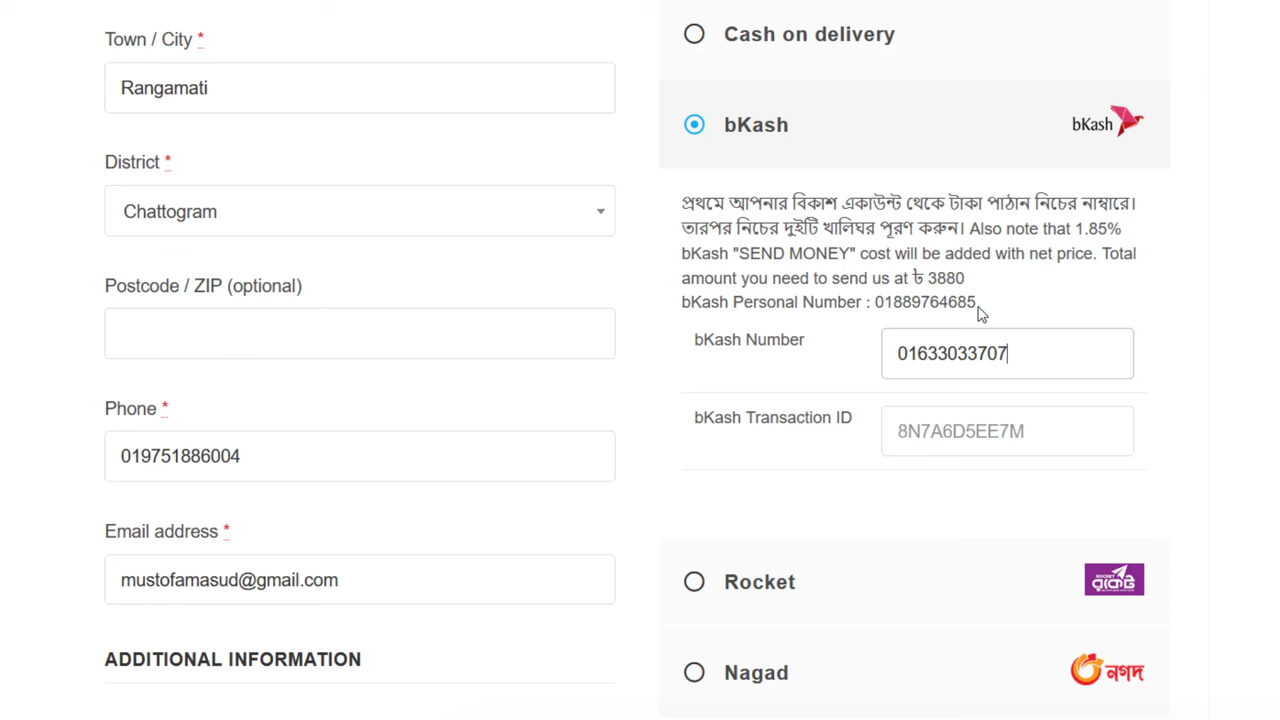 Town / City *
Rangamati
District *
Chattogram
Postcode / ZIP (optional)
Phone *
019751886004
Email address *
mustofamasud@gmail.com
ADDITIONAL INFORMATION
Cash on delivery
bKash
bKash
প্রথমে আপনার বিকাশ একাউন্ট থেকে টাকা পাঠান নিচের নাম্বারে।
তারপর নিচের দুইটি খালিঘর পূরণ করুন। Also note that 1.85%
bKash "SEND MONEY" cost will be added with net price. Total
amount you need to send us at ৳ 3880
bKash Personal Number : 01889764685
bKash Number
01633033707
bKash Transaction ID
8N7A6D5EE7M
Rocket
রকেট
Nagad
নগদ